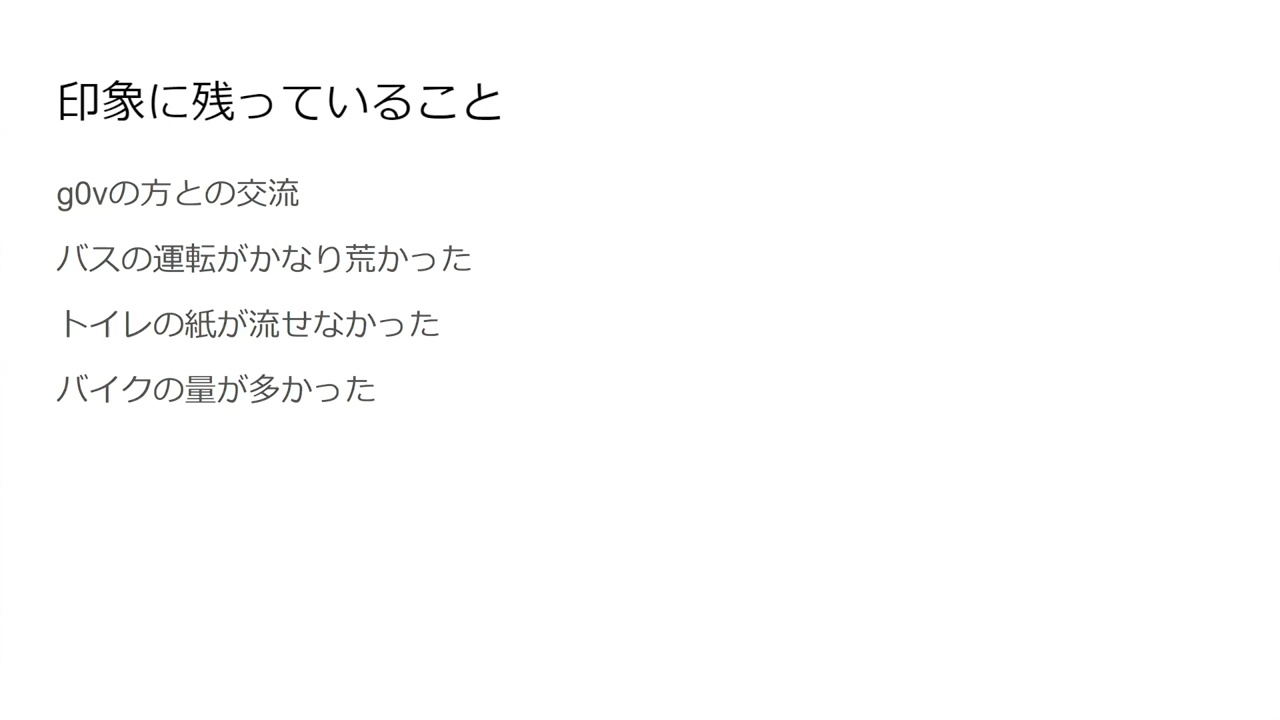 印象に残っていること
g0vの方との交流
バスの運転がかなり荒かった
トイレの紙が流せなかった
バイクの量が多かった